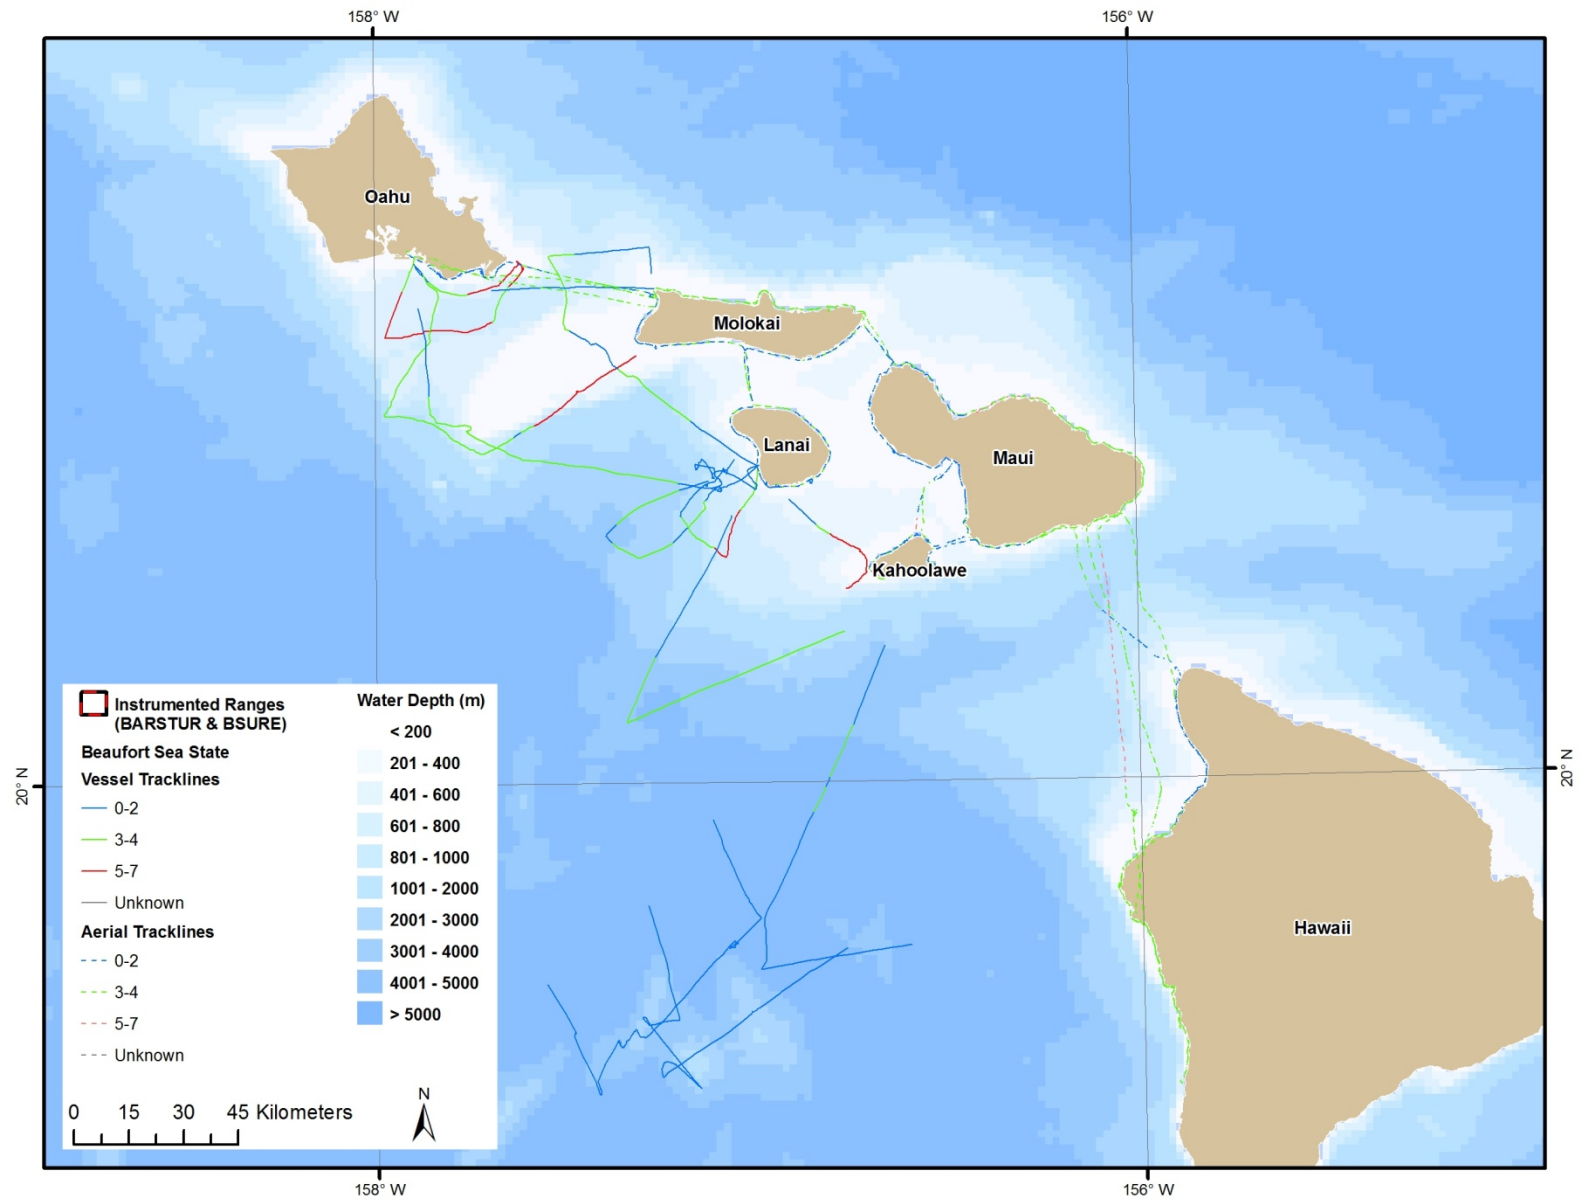 158° W
156° W
Oahu
Molokai
Lanai
Maui
Kahoolawe
Hawaii
20° N
20° N
Instrumented Ranges
(BARSTUR & BSURE)
Beaufort Sea State
Vessel Tracklines
0-2
3-4
5-7
Unknown
Aerial Tracklines
0-2
3-4
5-7
Unknown
Water Depth (m)
< 200
201 - 400
401 - 600
601 - 800
801 - 1000
1001 - 2000
2001 - 3000
3001 - 4000
4001 - 5000
> 5000
N
0 15 30 45 Kilometers
158° W
156° W